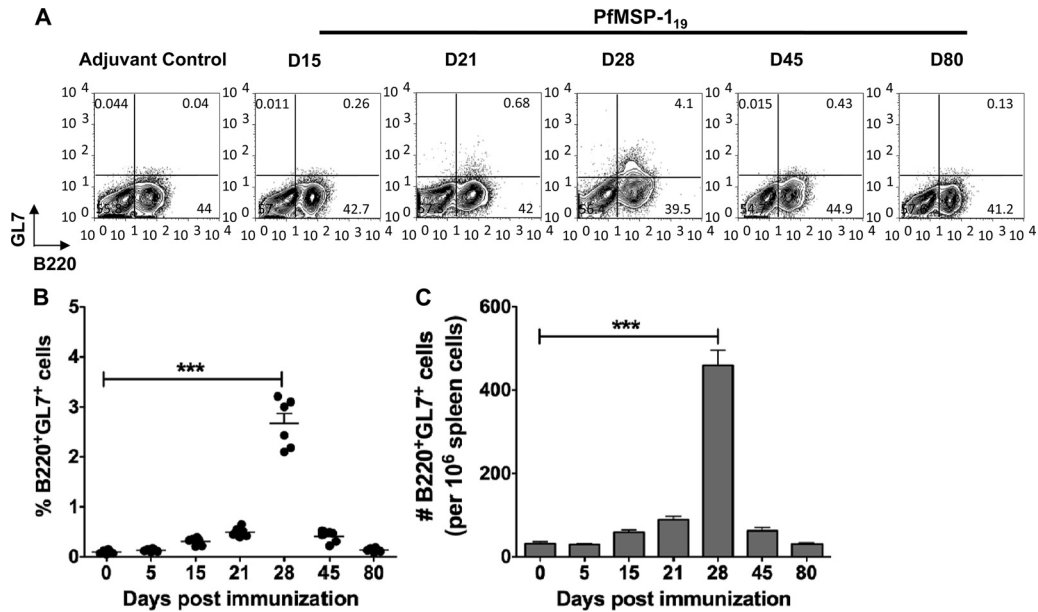 A
PfMSP-1₁₉
Adjuvant Control D15 D21 D28 D45 D80
0.044 0.04 0.011 0.26 0.68 4.1 0.015 0.43 0.13
44 42.7 42 39.5 44.9 41.2
10⁴ 10³ 10² 10¹ 10⁰
10⁰ 10¹ 10² 10³ 10⁴
GL7
B220
B
% B220⁺GL7⁺ cells
5
4
3
2
1
0
***
0 5 15 21 28 45 80
Days post immunization
C
# B220⁺GL7⁺ cells
(per 10⁶ spleen cells)
600
400
200
0
***
0 5 15 21 28 45 80
Days post immunization